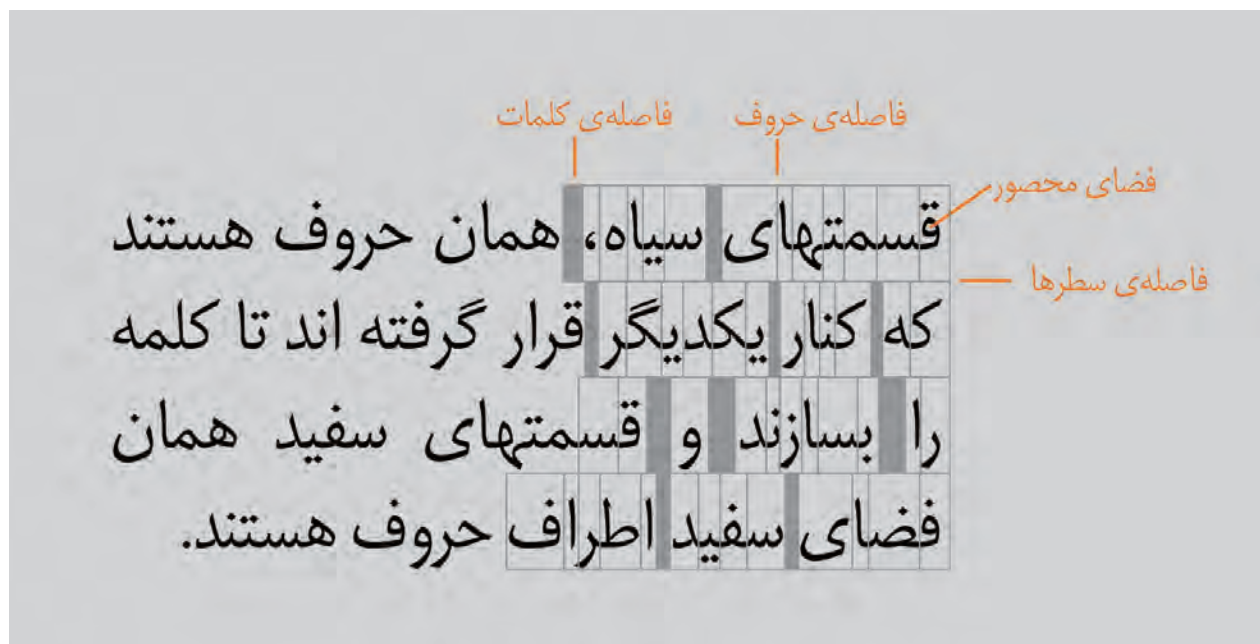 فاصله‌ی حروف
فاصله‌ی کلمات
فضای محصور
قسمتهای سیاه، همان حروف هستند
فاصله‌ی سطرها
که کنار یکدیگر قرار گرفته اند تا کلمه
را بسازند و قسمتهای سفید همان
فضای سفید اطراف حروف هستند.